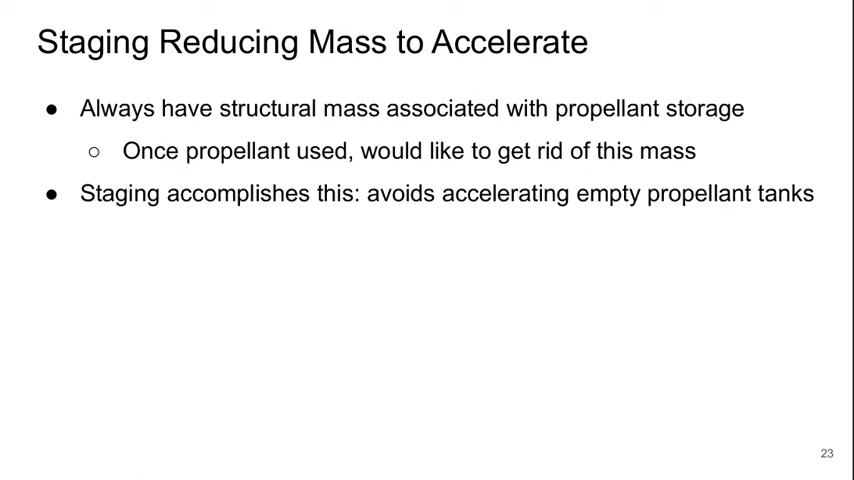 Staging Reducing Mass to Accelerate
● Always have structural mass associated with propellant storage
○ Once propellant used, would like to get rid of this mass
● Staging accomplishes this: avoids accelerating empty propellant tanks
23